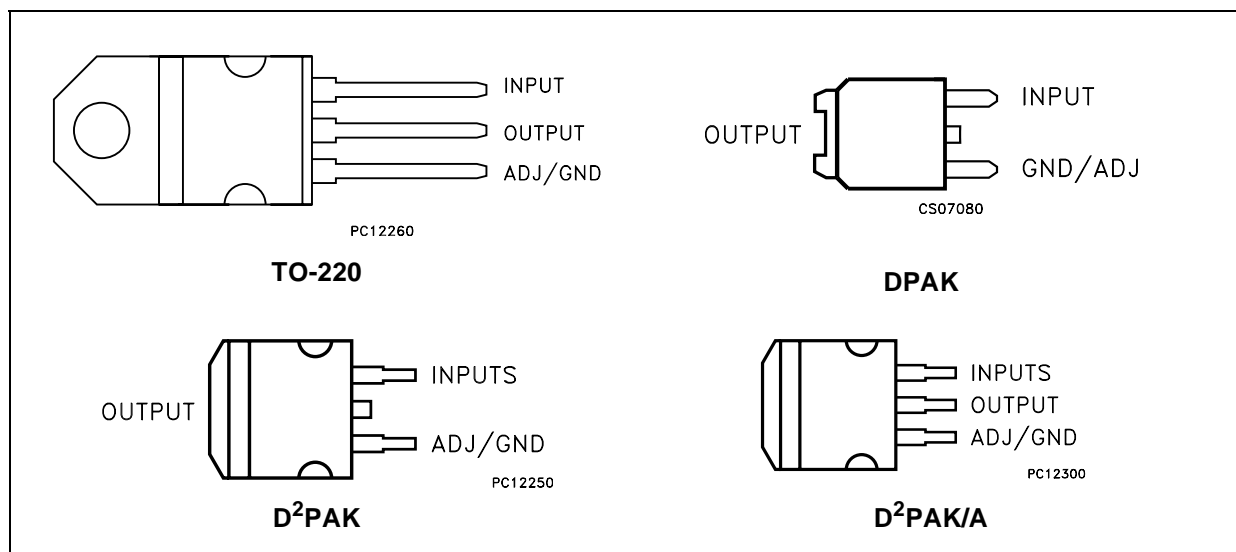 INPUT
OUTPUT
ADJ/GND
PC12260
TO-220
OUTPUT
INPUT
GND/ADJ
CS07080
DPAK
OUTPUT
INPUTS
ADJ/GND
PC12250
D²PAK
INPUTS
OUTPUT
ADJ/GND
PC12300
D²PAK/A